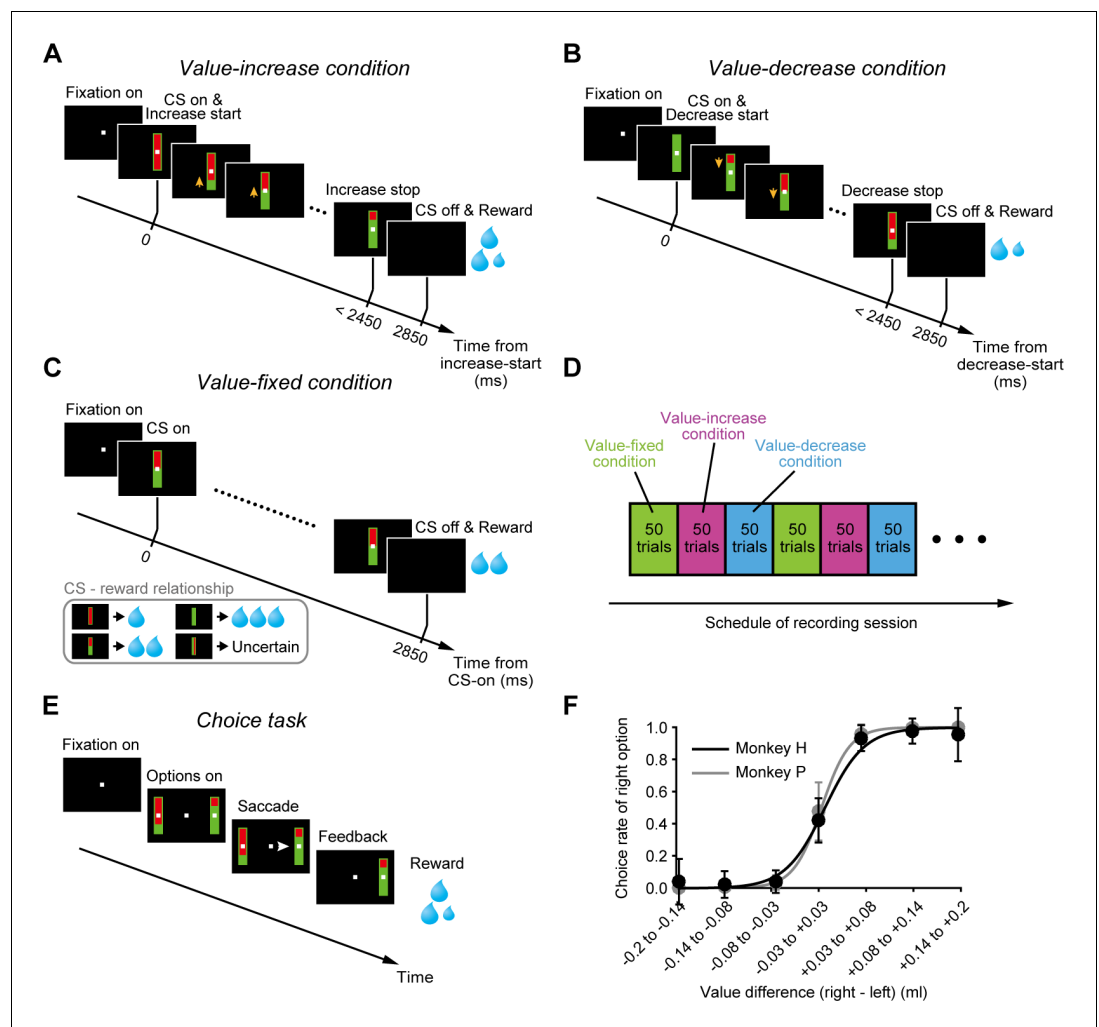 A
Value-increase condition
Fixation on
CS on &
Increase start
Increase stop
CS off & Reward
0
< 2450
2850
Time from
increase-start
(ms)
B
Value-decrease condition
Fixation on
CS on &
Decrease start
Decrease stop
CS off & Reward
0
< 2450
2850
Time from
decrease-start
(ms)
C
Value-fixed condition
Fixation on
CS on
CS off & Reward
0
2850
Time from
CS-on (ms)
CS - reward relationship
Uncertain
D
Value-increase
condition
Value-fixed
condition
Value-decrease
condition
50 50 50 50 50 50
trials trials trials trials trials trials
Schedule of recording session
E
Choice task
Fixation on
Options on
Saccade
Feedback
Reward
Time
F
Choice rate of right option
1.0
0.8
0.6
0.4
0.2
0.0
Monkey H
Monkey P
-0.2 to -0.14
-0.14 to -0.08
-0.08 to -0.03
-0.03 to +0.03
+0.03 to +0.08
+0.08 to +0.14
+0.14 to +0.2
Value difference (right - left) (ml)